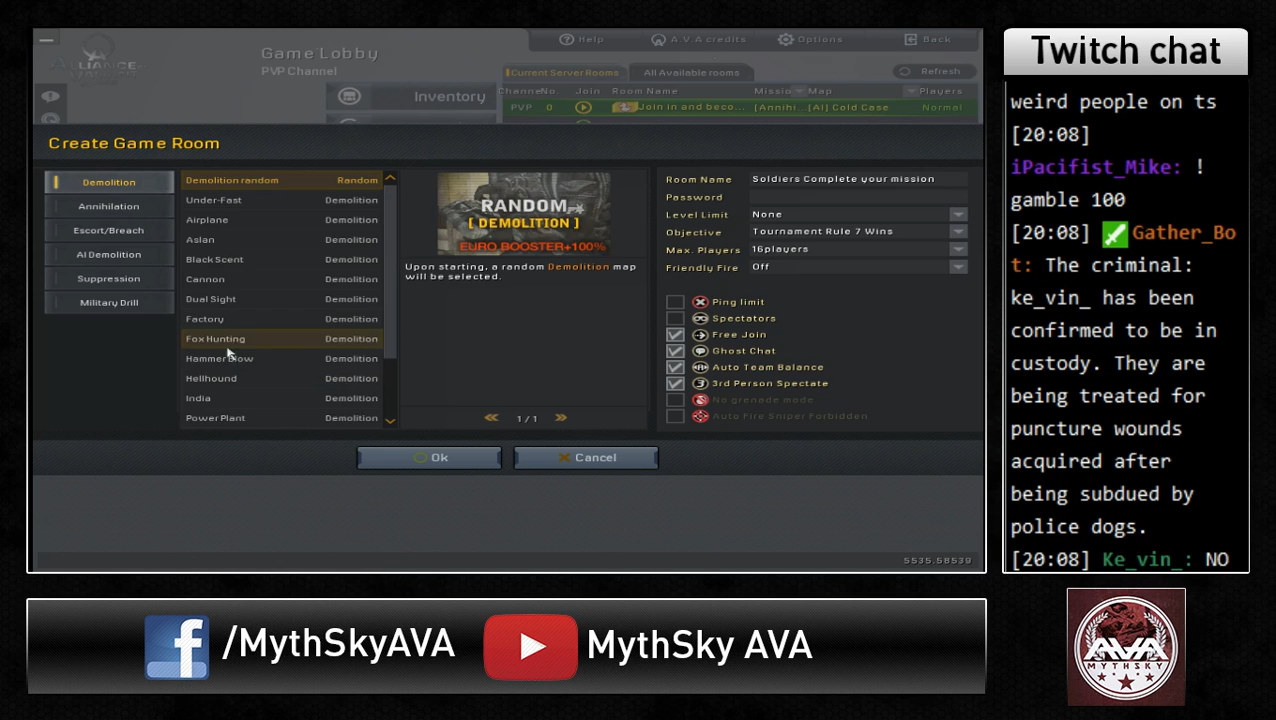 Game Lobby
PVP Channel
Help
A.V.A credits
Options
Back
Current Server Rooms
All Available rooms
Refresh
Inventory
Channel No. Join Room Name Missio Map Players
PVP 0 Join in and beco... [Annihi...[AI] Cold Case Normal
Create Game Room
Demolition
Annihilation
Escort/Breach
AI Demolition
Suppression
Military Drill
Demolition random Random
Under-Fast Demolition
Airplane Demolition
Aslan Demolition
Black Scent Demolition
Cannon Demolition
Dual Sight Demolition
Factory Demolition
Fox Hunting Demolition
Hammer Blow Demolition
Hellhound Demolition
India Demolition
Power Plant Demolition
RANDOM
[ DEMOLITION ]
EURO BOOSTER+100%
Upon starting, a random Demolition map
will be selected.
1/1
Room Name Soldiers Complete your mission
Password
Level Limit None
Objective Tournament Rule 7 Wins
Max. Players 16players
Friendly Fire Off
Ping limit
Spectators
Free Join
Ghost Chat
Auto Team Balance
3rd Person Spectate
No grenade mode
Auto Fire Sniper Forbidden
Ok
Cancel
5535.58539
Twitch chat
weird people on ts
[20:08]
iPacifist_Mike: !
gamble 100
[20:08] Gather_Bo
t: The criminal:
ke_vin_ has been
confirmed to be in
custody. They are
being treated for
puncture wounds
acquired after
being subdued by
police dogs.
[20:08] Ke_vin_: NO
/MythSkyAVA
MythSky AVA
AVA
MYTHSKY